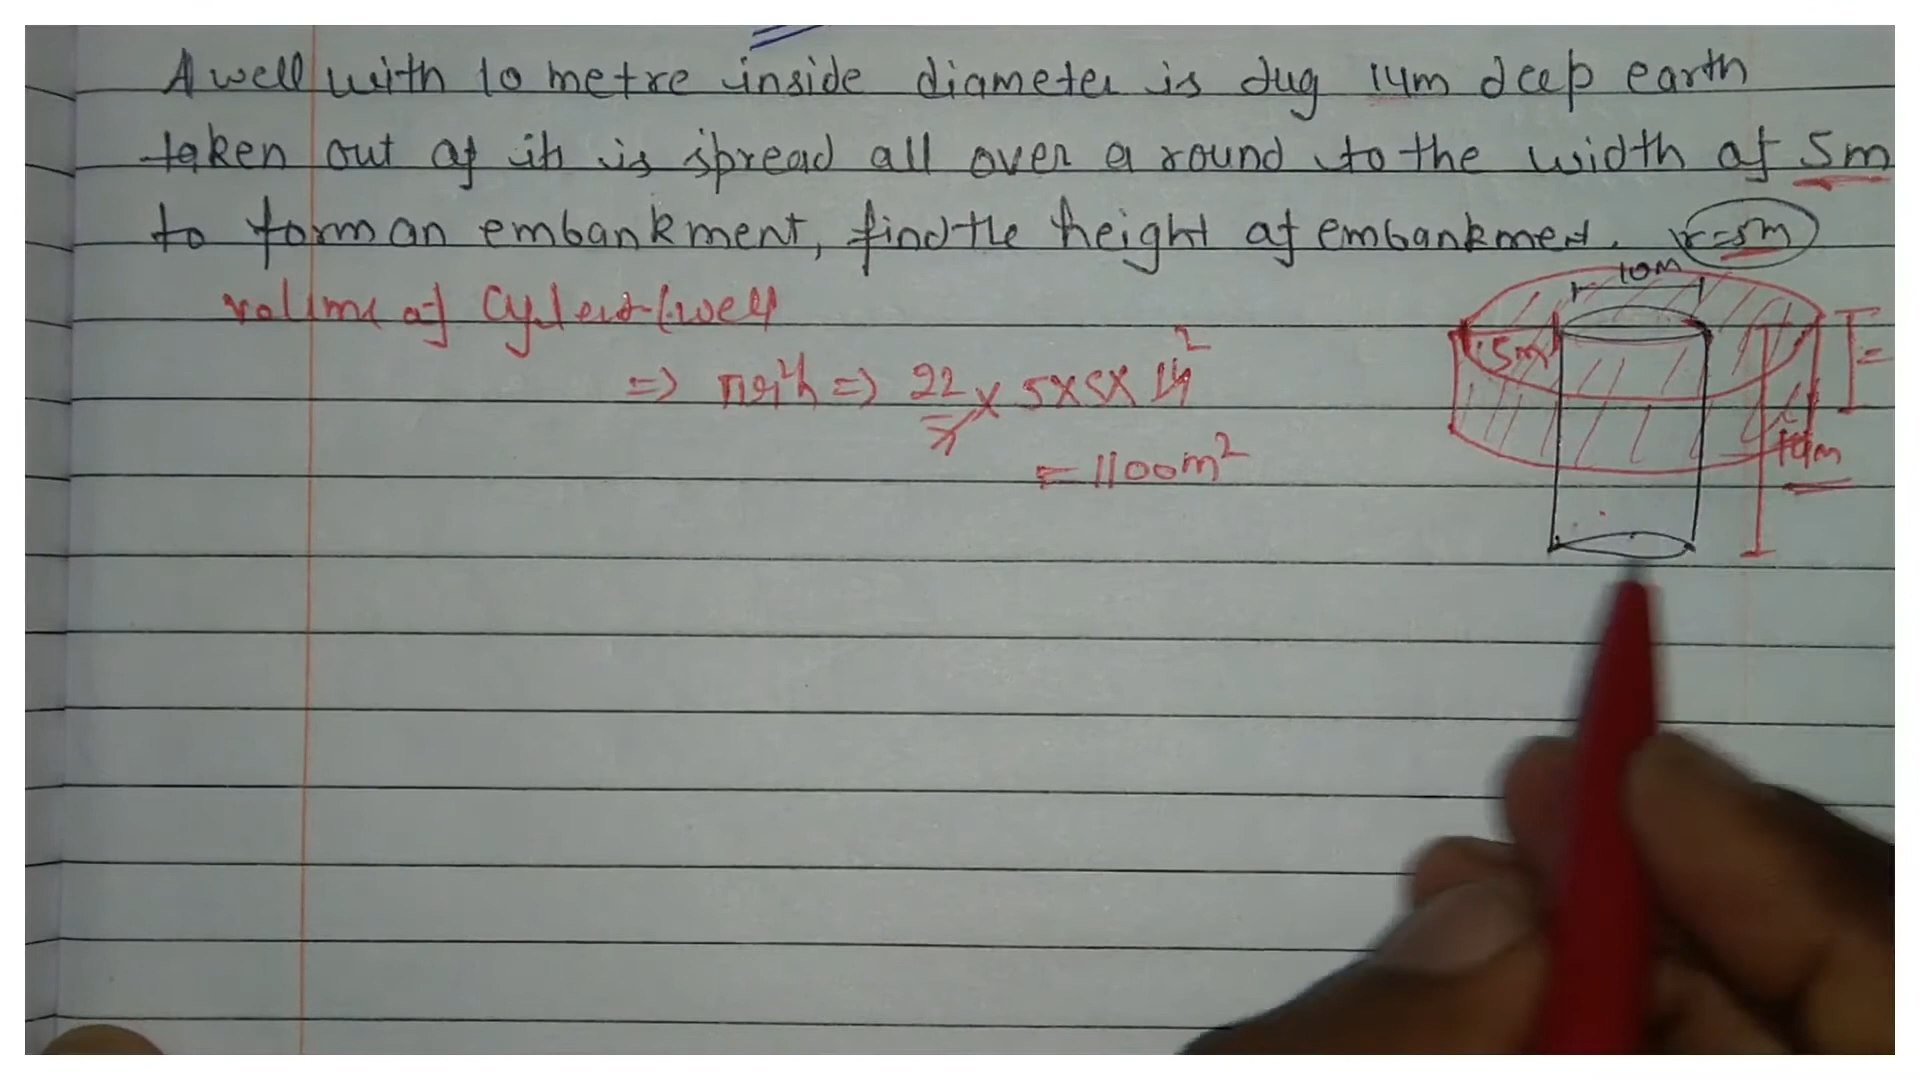 A well with 10 metre inside diameter is dug 14m deep earth
taken out of it is spread all over a round to the width of 5m
to form an embankment, find the height of embankment. r=5m
10m
volume of Cylend (well
5m
=
2
=> πr²h => 22/7 x 5x5x 14
14m
= 1100m²